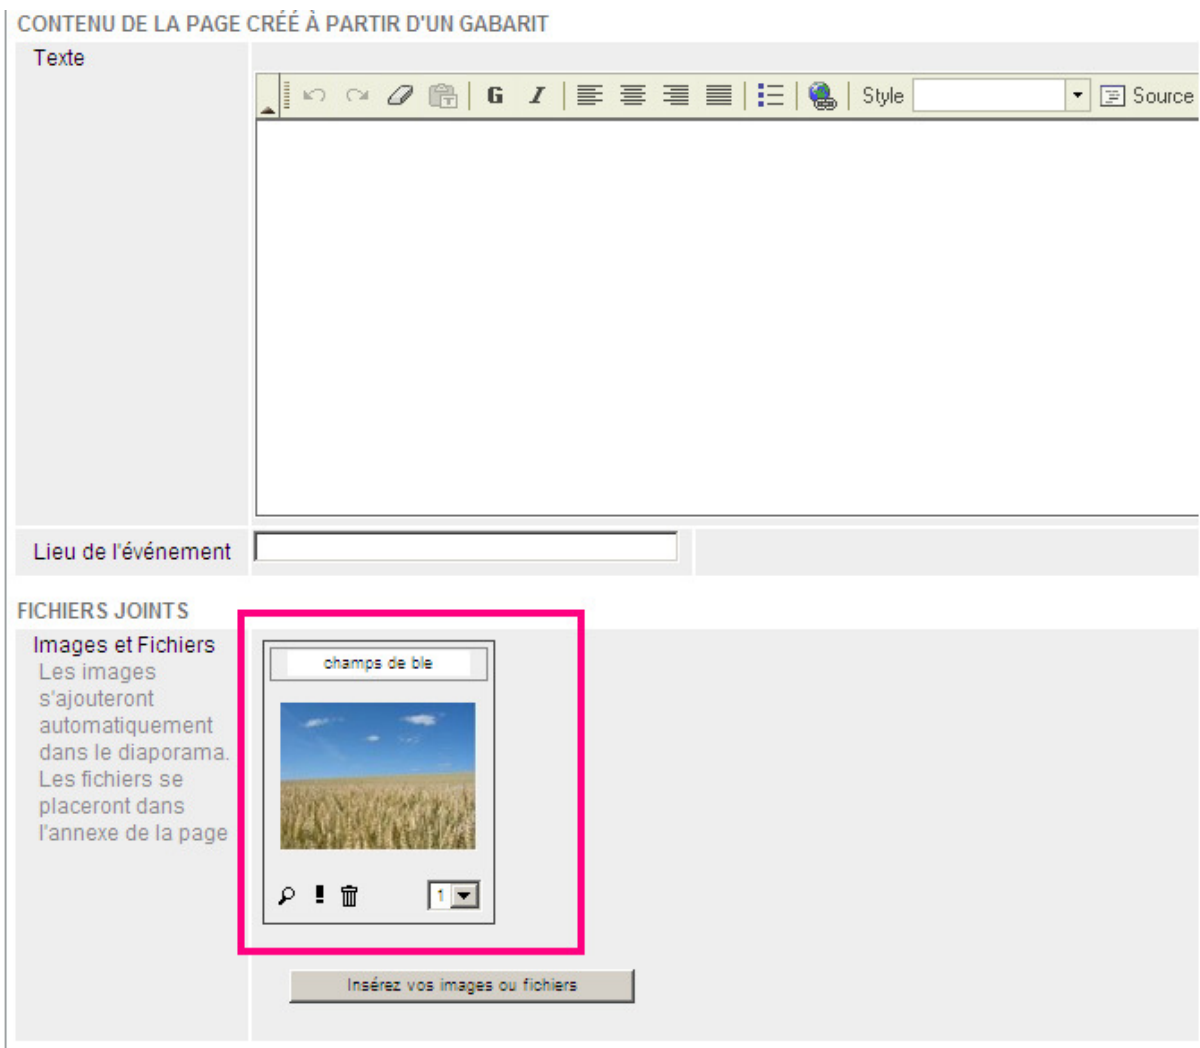 CONTENU DE LA PAGE CRÉÉ À PARTIR D'UN GABARIT
Texte
G I Style Source
Lieu de l'événement
FICHIERS JOINTS
Images et Fichiers
Les images
s'ajouteront
automatiquement
dans le diaporama.
Les fichiers se
placeront dans
l'annexe de la page
champs de ble
1
Insérez vos images ou fichiers